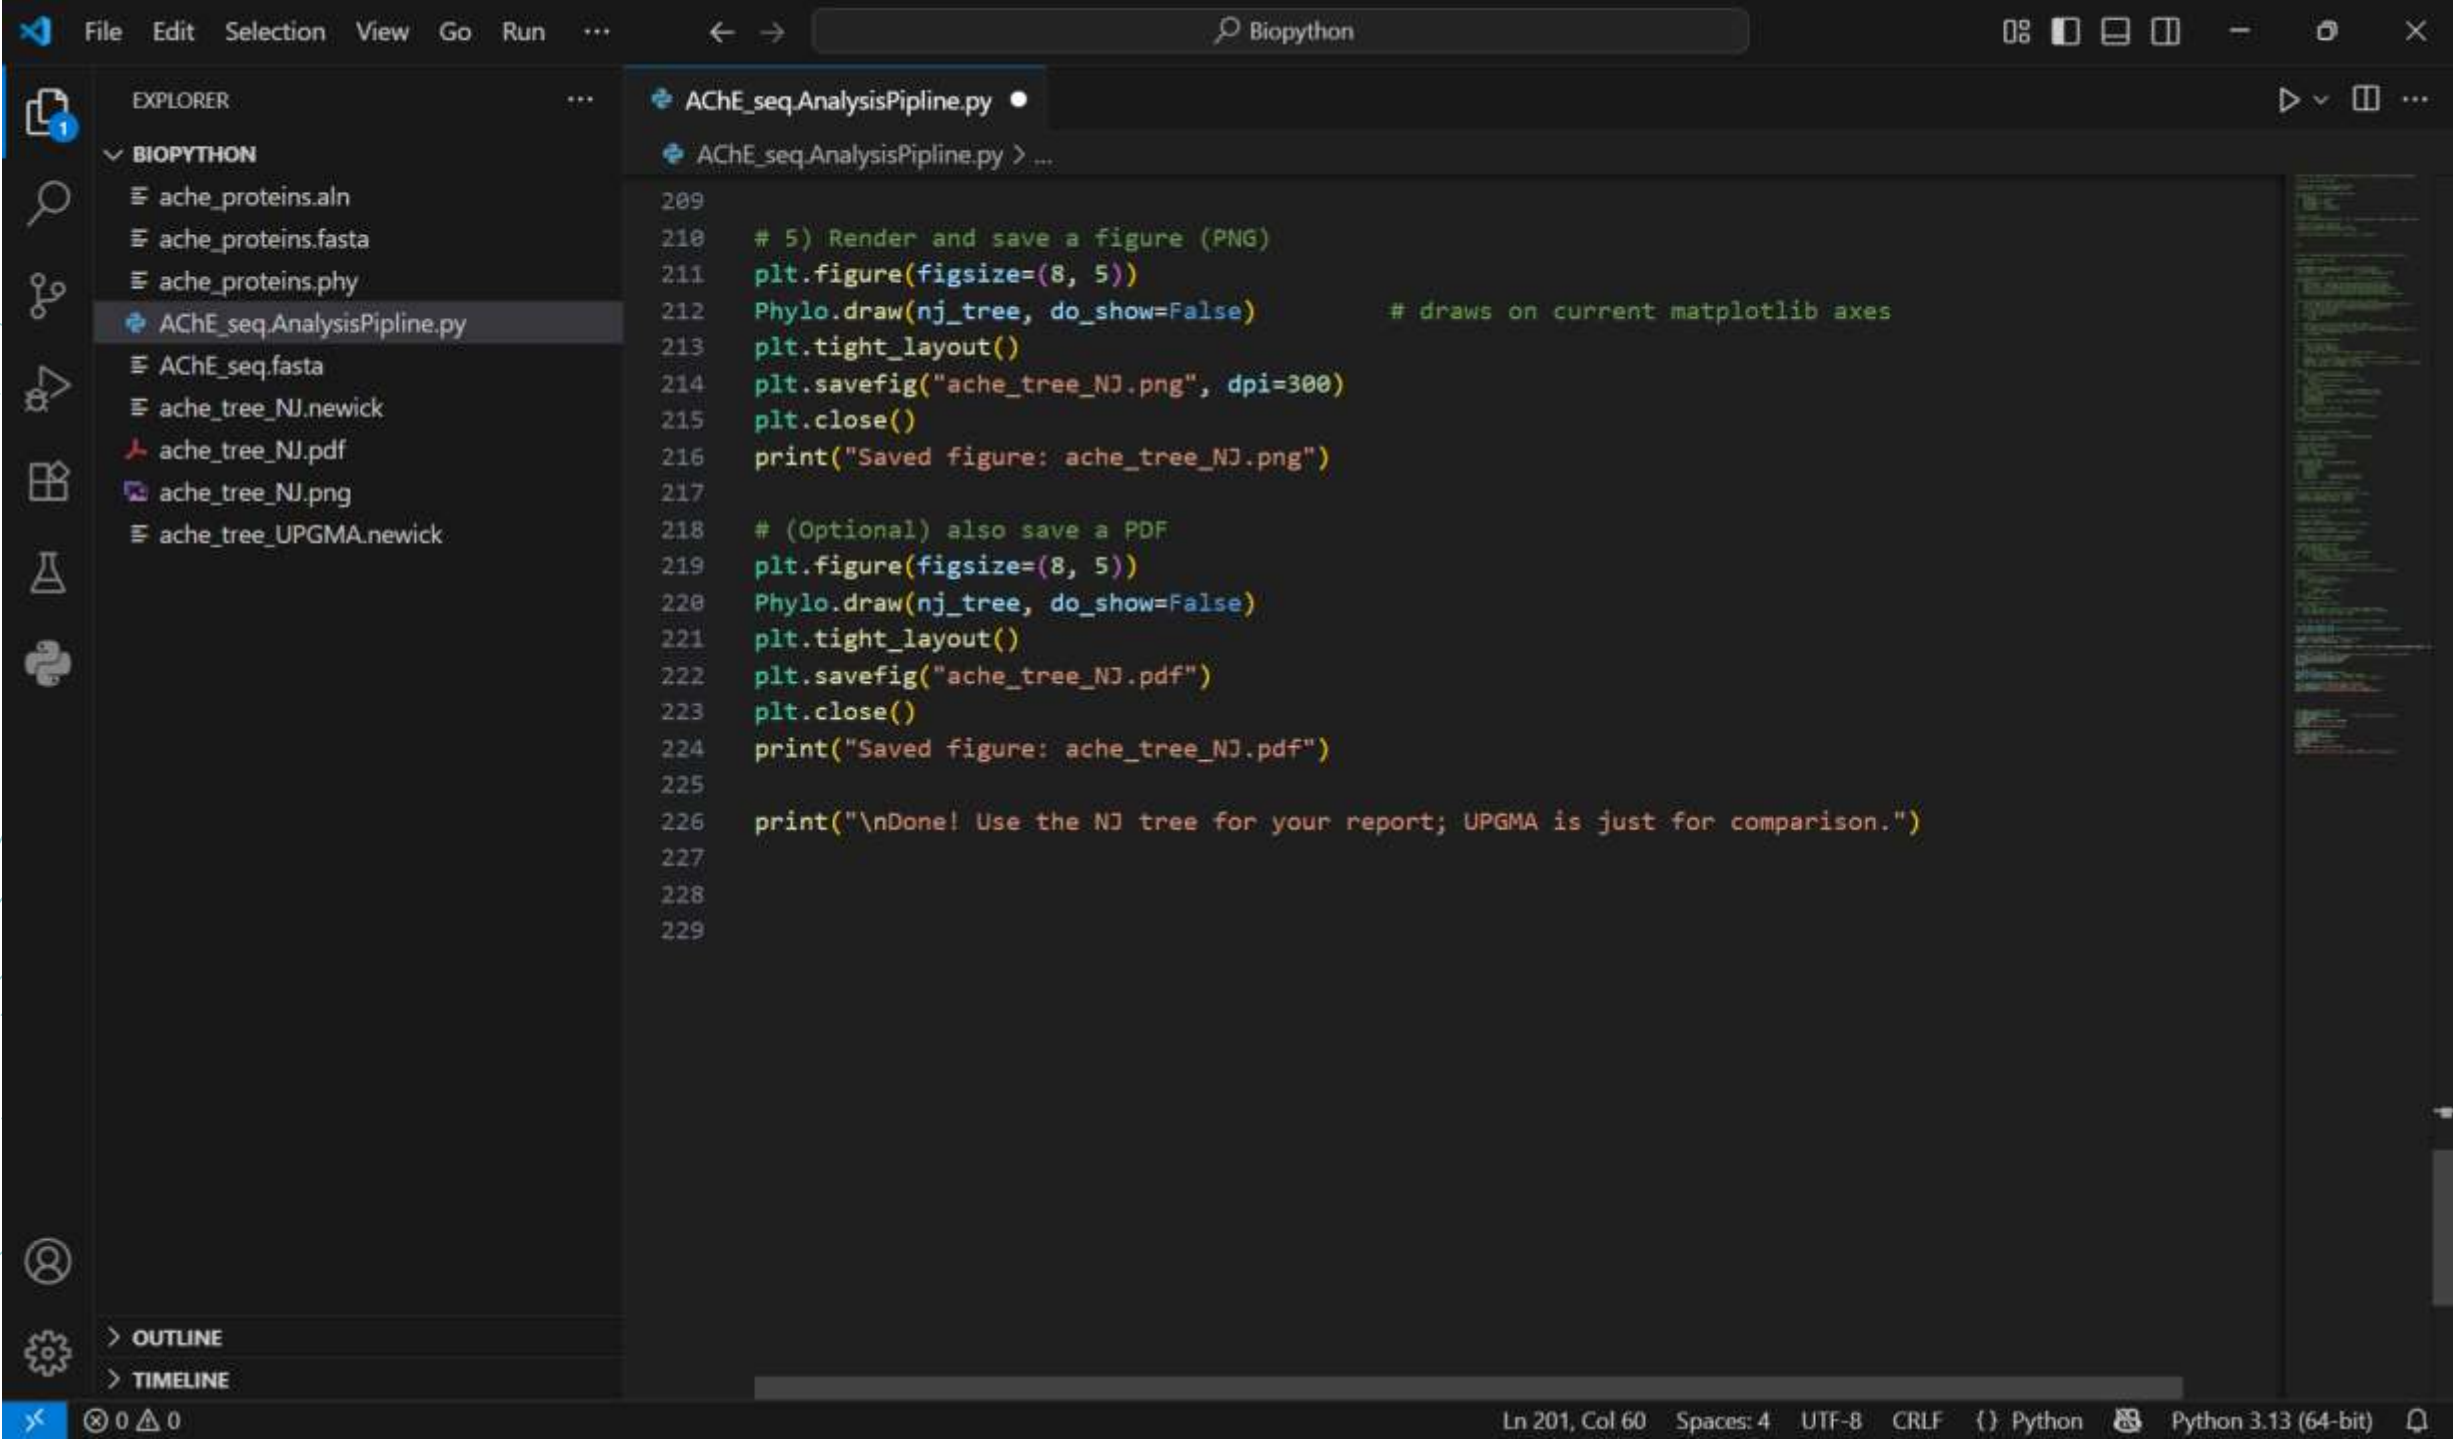 File Edit Selection View Go Run ···
Biopython
EXPLORER ···
1
BIOPYTHON
ache_proteins.aln
ache_proteins.fasta
ache_proteins.phy
AChE_seq.AnalysisPipline.py
AChE_seq.fasta
ache_tree_NJ.newick
ache_tree_NJ.pdf
ache_tree_NJ.png
ache_tree_UPGMA.newick
OUTLINE
TIMELINE
AChE_seq.AnalysisPipline.py
AChE_seq.AnalysisPipline.py > ...
209
210 # 5) Render and save a figure (PNG)
211 plt.figure(figsize=(8, 5))
212 Phylo.draw(nj_tree, do_show=False) # draws on current matplotlib axes
213 plt.tight_layout()
214 plt.savefig("ache_tree_NJ.png", dpi=300)
215 plt.close()
216 print("Saved figure: ache_tree_NJ.png")
217
218 # (Optional) also save a PDF
219 plt.figure(figsize=(8, 5))
220 Phylo.draw(nj_tree, do_show=False)
221 plt.tight_layout()
222 plt.savefig("ache_tree_NJ.pdf")
223 plt.close()
224 print("Saved figure: ache_tree_NJ.pdf")
225
226 print("\nDone! Use the NJ tree for your report; UPGMA is just for comparison.")
227
228
229
0 0 Ln 201, Col 60 Spaces: 4 UTF-8 CRLF {} Python Python 3.13 (64-bit)